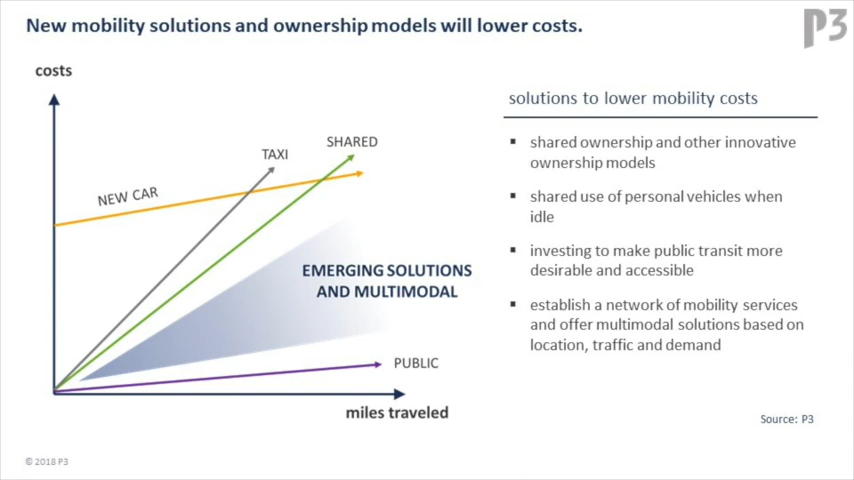 New mobility solutions and ownership models will lower costs.
P3
costs
TAXI
SHARED
NEW CAR
EMERGING SOLUTIONS
AND MULTIMODAL
PUBLIC
miles traveled
solutions to lower mobility costs
▪ shared ownership and other innovative
ownership models
▪ shared use of personal vehicles when
idle
▪ investing to make public transit more
desirable and accessible
▪ establish a network of mobility services
and offer multimodal solutions based on
location, traffic and demand
Source: P3
© 2018 P3